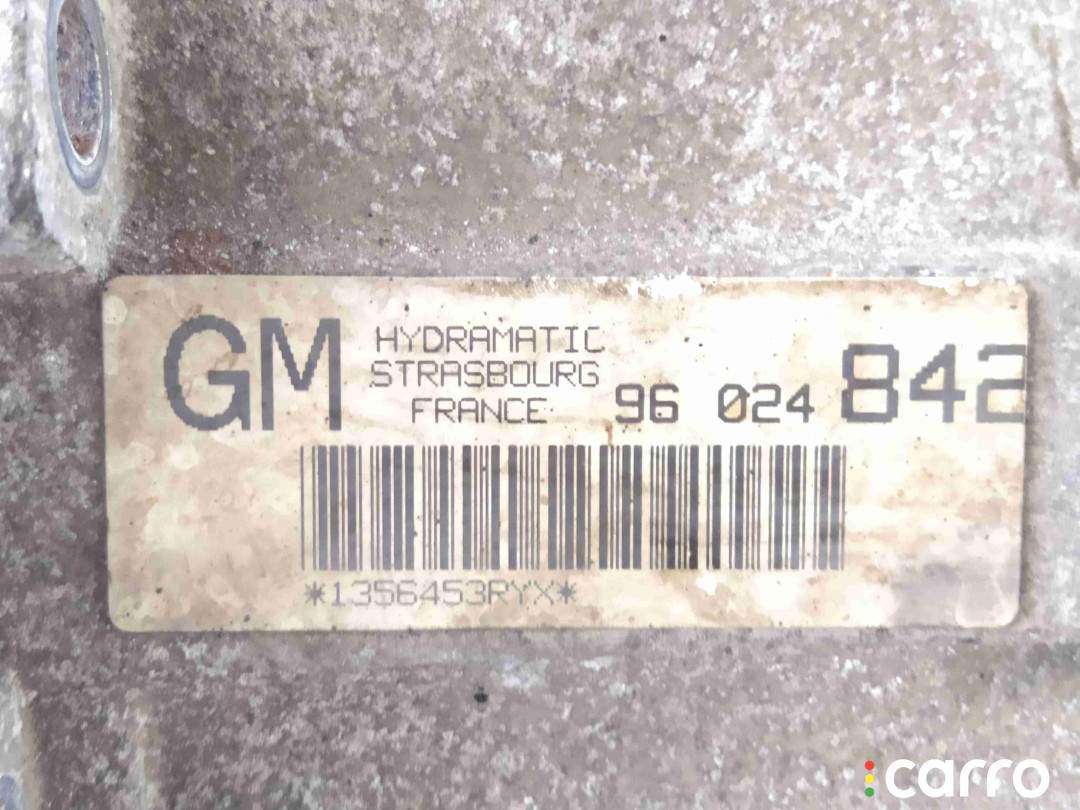 GM
HYDRAMATIC
STRASBOURG
FRANCE
96 024 842
*1356453RYX*
carro